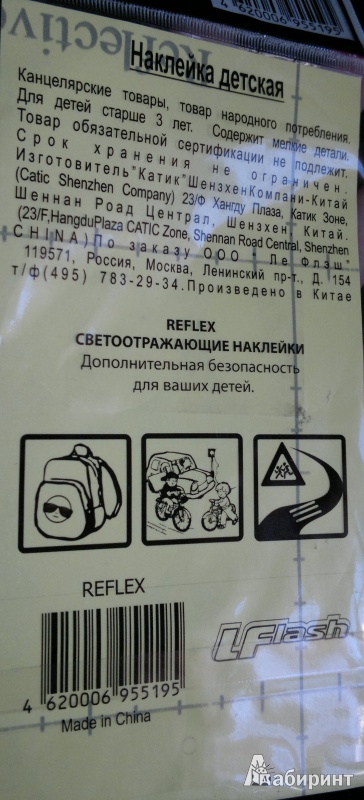 4620006 955195
Reflective
Наклейка детская
Канцелярские товары, товар народного потребления.
Для детей старше 3 лет. Содержит мелкие детали.
Товар обязательной сертификации не подлежит.
Срок хранения не ограничен.
Изготовитель"Катик"ШензхенКомпани-Китай
(Catic Shenzhen Company) 23/Ф Хангду Плаза, Катик Зоне,
Шеннан Роад Централ, Шензхен, Китай.
(23/F,HangduPlaza CATIC Zone, Shennan Road Central, Shenzhen
CHINA)По заказу ООО "Ле Флэш"
119571, Россия, Москва, Ленинский пр-т., Д. 154
т/ф(495) 783-29-34.Произведено в Китае
REFLEX
СВЕТООТРАЖАЮЩИЕ НАКЛЕЙКИ
Дополнительная безопасность
для ваших детей.
REFLEX
LFlash
4 620006 955195
Made in China
Лабиринт